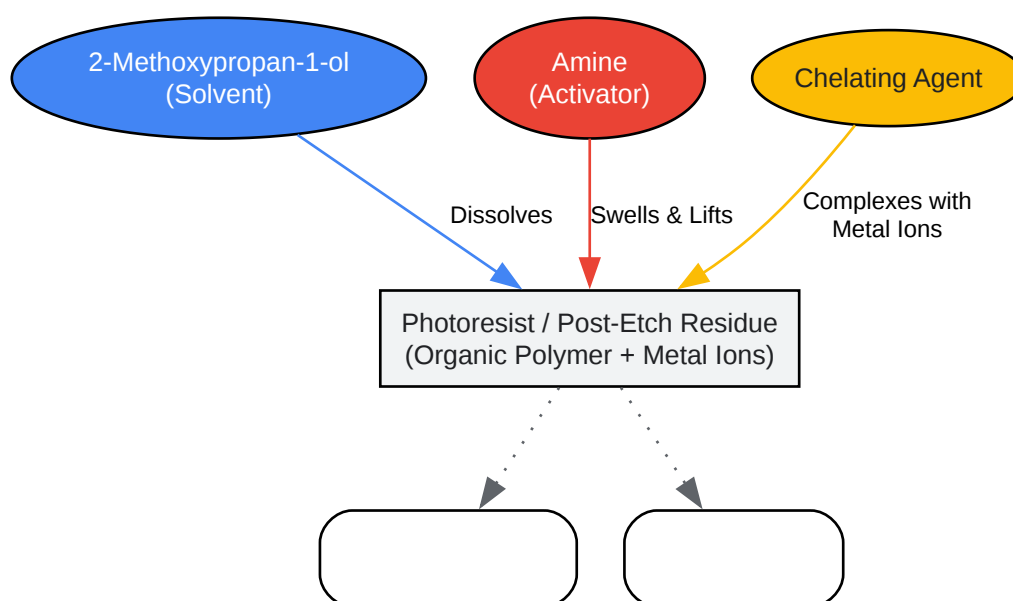 2-Methoxypropan-1-ol
(Solvent)
Amine
(Activator)
Chelating Agent
Dissolves
Swells & Lifts
Complexes with
Metal Ions
Photoresist / Post-Etch Residue
(Organic Polymer + Metal Ions)